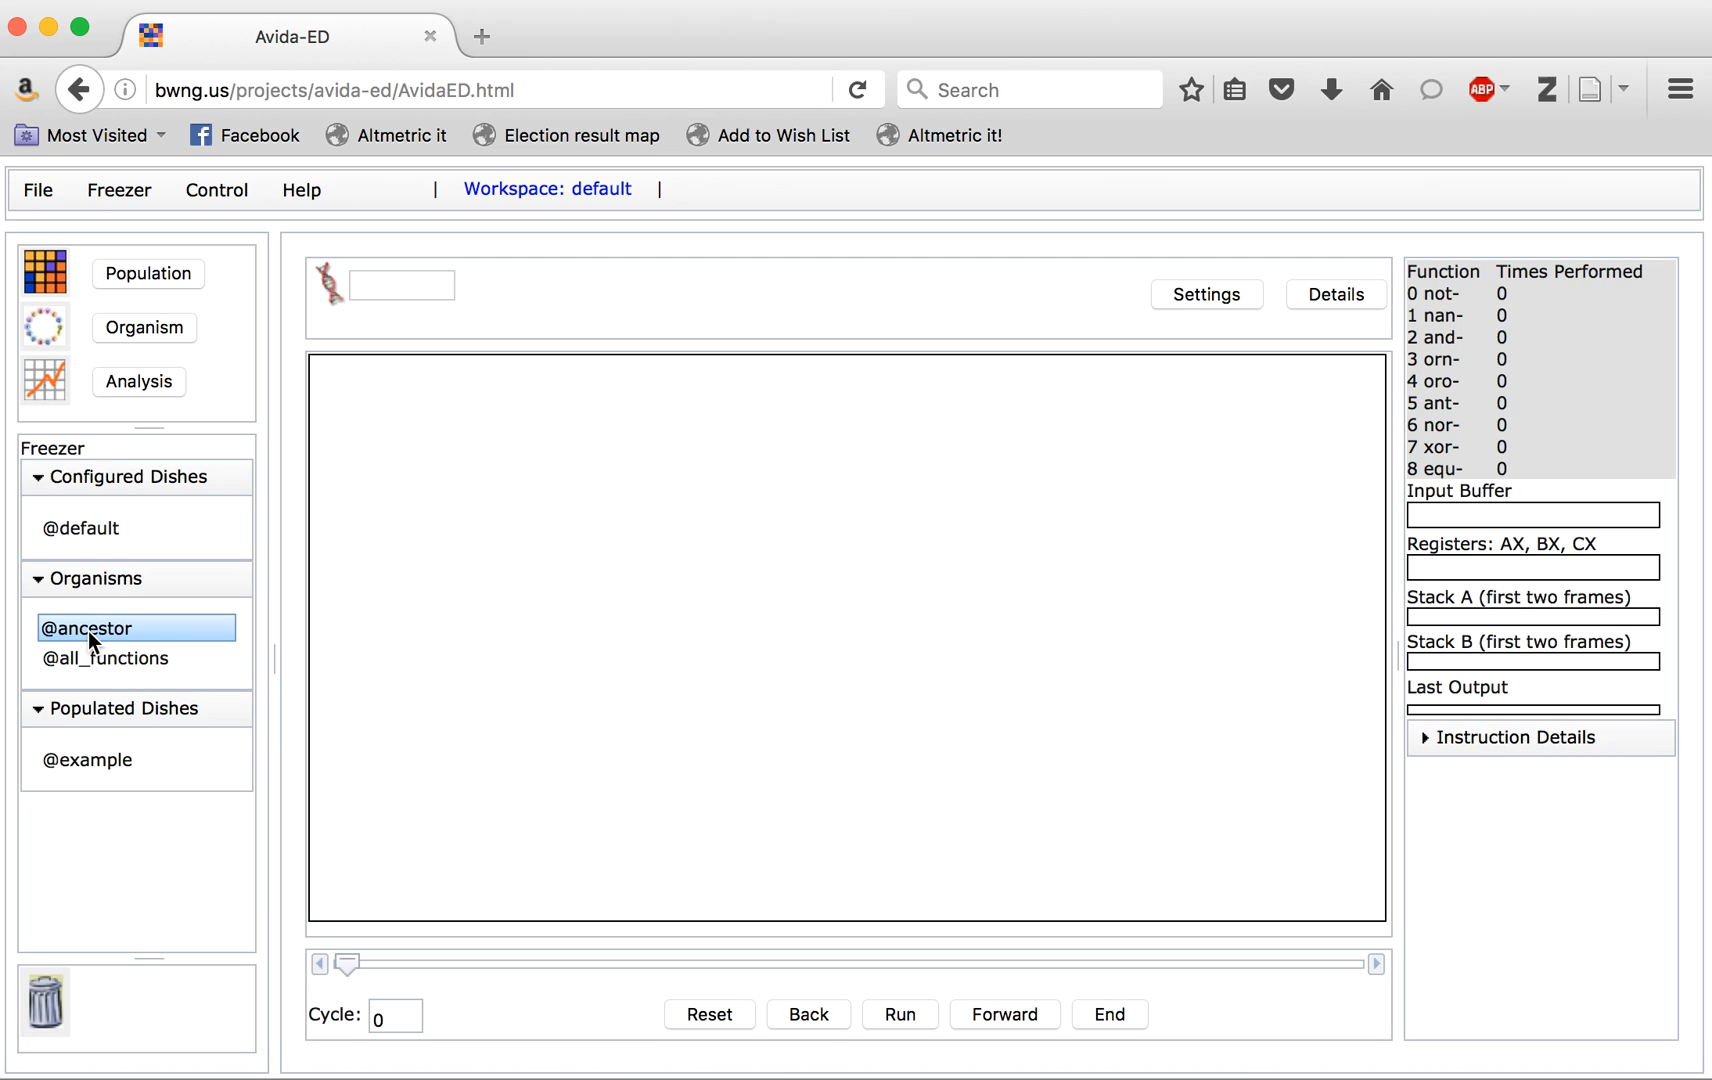 Avida-ED
a
bwng.us/projects/avida-ed/AvidaED.html
Search
ABP
Z
Most Visited
Facebook
Altmetric it
Election result map
Add to Wish List
Altmetric it!
File
Freezer
Control
Help
|
Workspace: default
|
Population
Organism
Analysis
Freezer
Configured Dishes
@default
Organisms
@ancestor
@all_functions
Populated Dishes
@example
Settings
Details
Cycle: 0
Reset
Back
Run
Forward
End
Function Times Performed
0 not- 0
1 nan- 0
2 and- 0
3 orn- 0
4 oro- 0
5 ant- 0
6 nor- 0
7 xor- 0
8 equ- 0
Input Buffer
Registers: AX, BX, CX
Stack A (first two frames)
Stack B (first two frames)
Last Output
Instruction Details